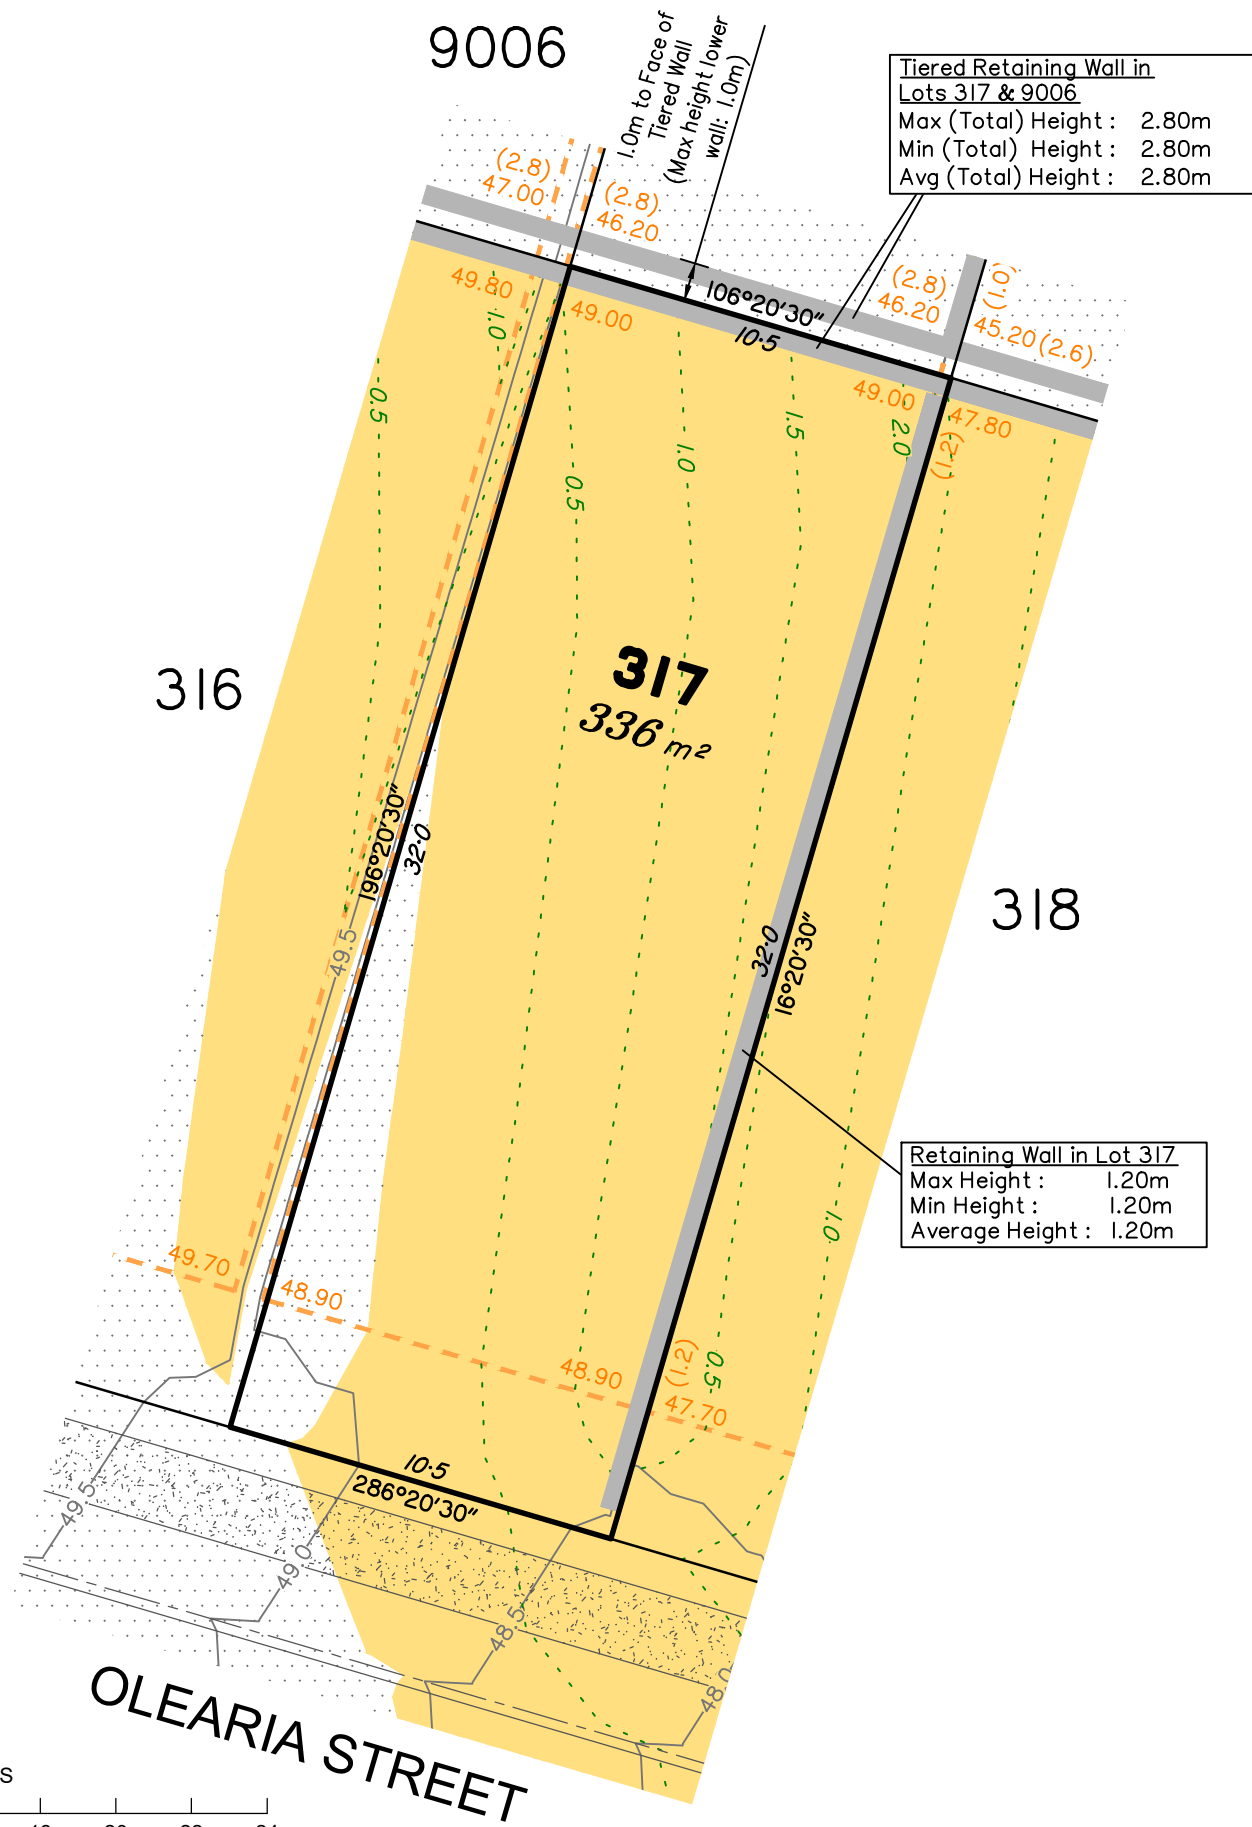 9006
1.0m to Face of
Tiered Wall
(Max height lower
wall: 1.0m)
Tiered Retaining Wall in
Lots 317 & 9006
Max (Total) Height : 2.80m
Min (Total) Height : 2.80m
Avg (Total) Height : 2.80m
(2.8)
47.00
(2.8)
46.20
(2.8)
46.20
(1.0)
45.20 (2.6)
49.80
49.00
106°20'30"
10·5
49.00
47.80
(1.2)
1.0
0.5
0.5
1.0
1.5
2.0
316
317
336 m²
318
196°20'30"
32·0
49.5
32·0
16°20'30"
Retaining Wall in Lot 317
Max Height : 1.20m
Min Height : 1.20m
Average Height : 1.20m
1.0
49.70
48.90
48.90
(1.2)
0.5
47.70
10·5
286°20'30"
49.5
49.0
48.5
48.0
OLEARIA STREET
S